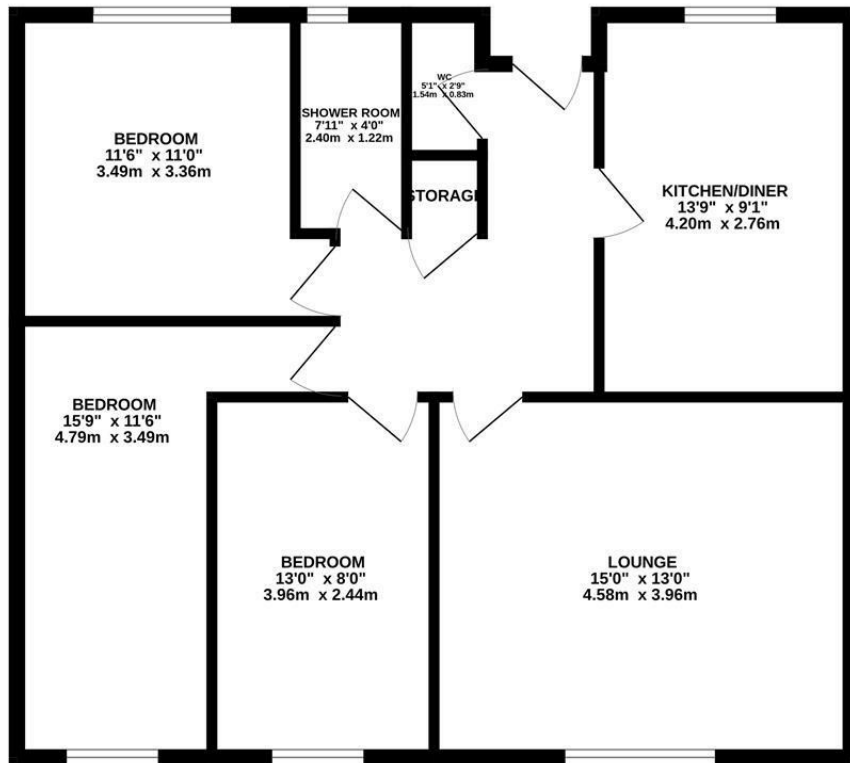 WC
5'1" x 2'9"
1.54m x 0.83m
SHOWER ROOM
7'11" x 4'0"
2.40m x 1.22m
BEDROOM
11'6" x 11'0"
3.49m x 3.36m
STORAGE
KITCHEN/DINER
13'9" x 9'1"
4.20m x 2.76m
BEDROOM
15'9" x 11'6"
4.79m x 3.49m
BEDROOM
13'0" x 8'0"
3.96m x 2.44m
LOUNGE
15'0" x 13'0"
4.58m x 3.96m